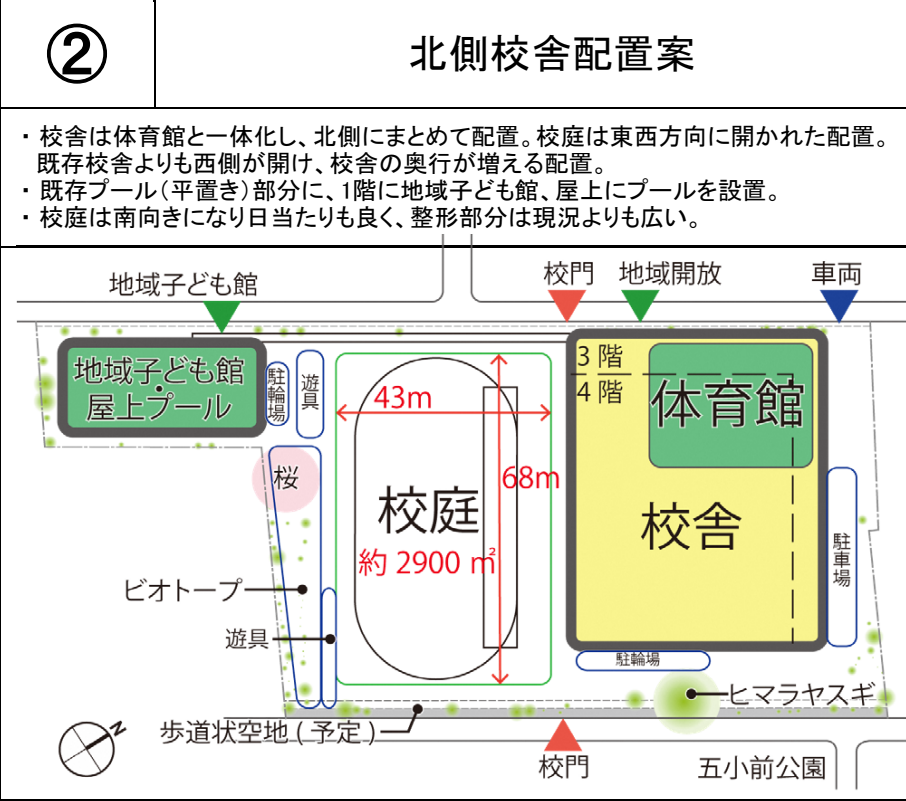 ②
北側校舎配置案
・校舎は体育館と一体化し、北側にまとめて配置。校庭は東西方向に開かれた配置。
既存校舎よりも西側が開け、校舎の奥行が増える配置。
・既存プール(平置き)部分に、1階に地域子ども館、屋上にプールを設置。
・校庭は南向きになり日当たりも良く、整形部分は現況よりも広い。
地域子ども館
校門
地域開放
車両
地域子ども館
・
屋上プール
駐輪場
遊具
43m
3階
4階
体育館
桜
68m
校庭
約2900㎡
校舎
駐車場
ビオトープ
遊具
駐輪場
ヒマラヤスギ
歩道状空地(予定)
N
校門
五小前公園